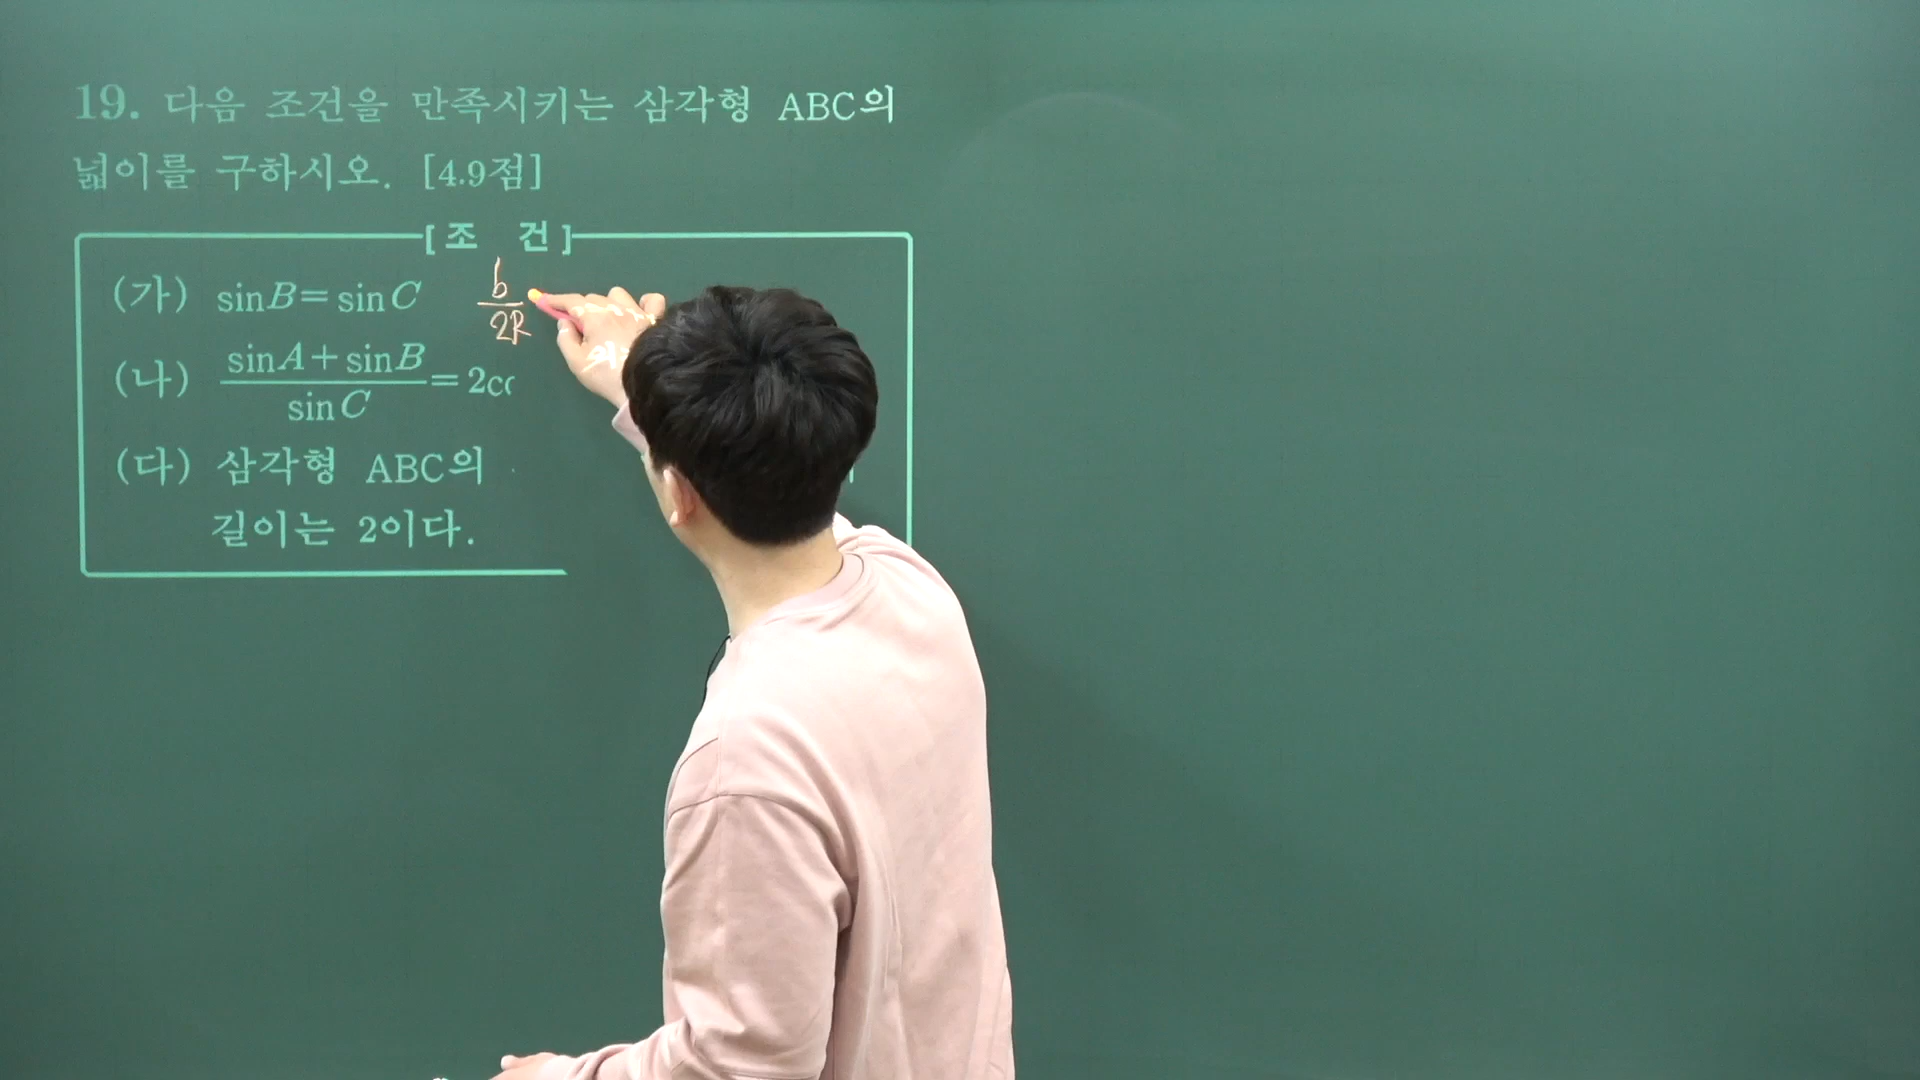 19. 다음 조건을 만족시키는 삼각형 ABC의
넓이를 구하시오. [4.9점]
[조 건]
(가) sinB=sinC
b/2R
(나) (sinA+sinB)/sinC=2
(다) 삼각형 ABC의
길이는 2이다.